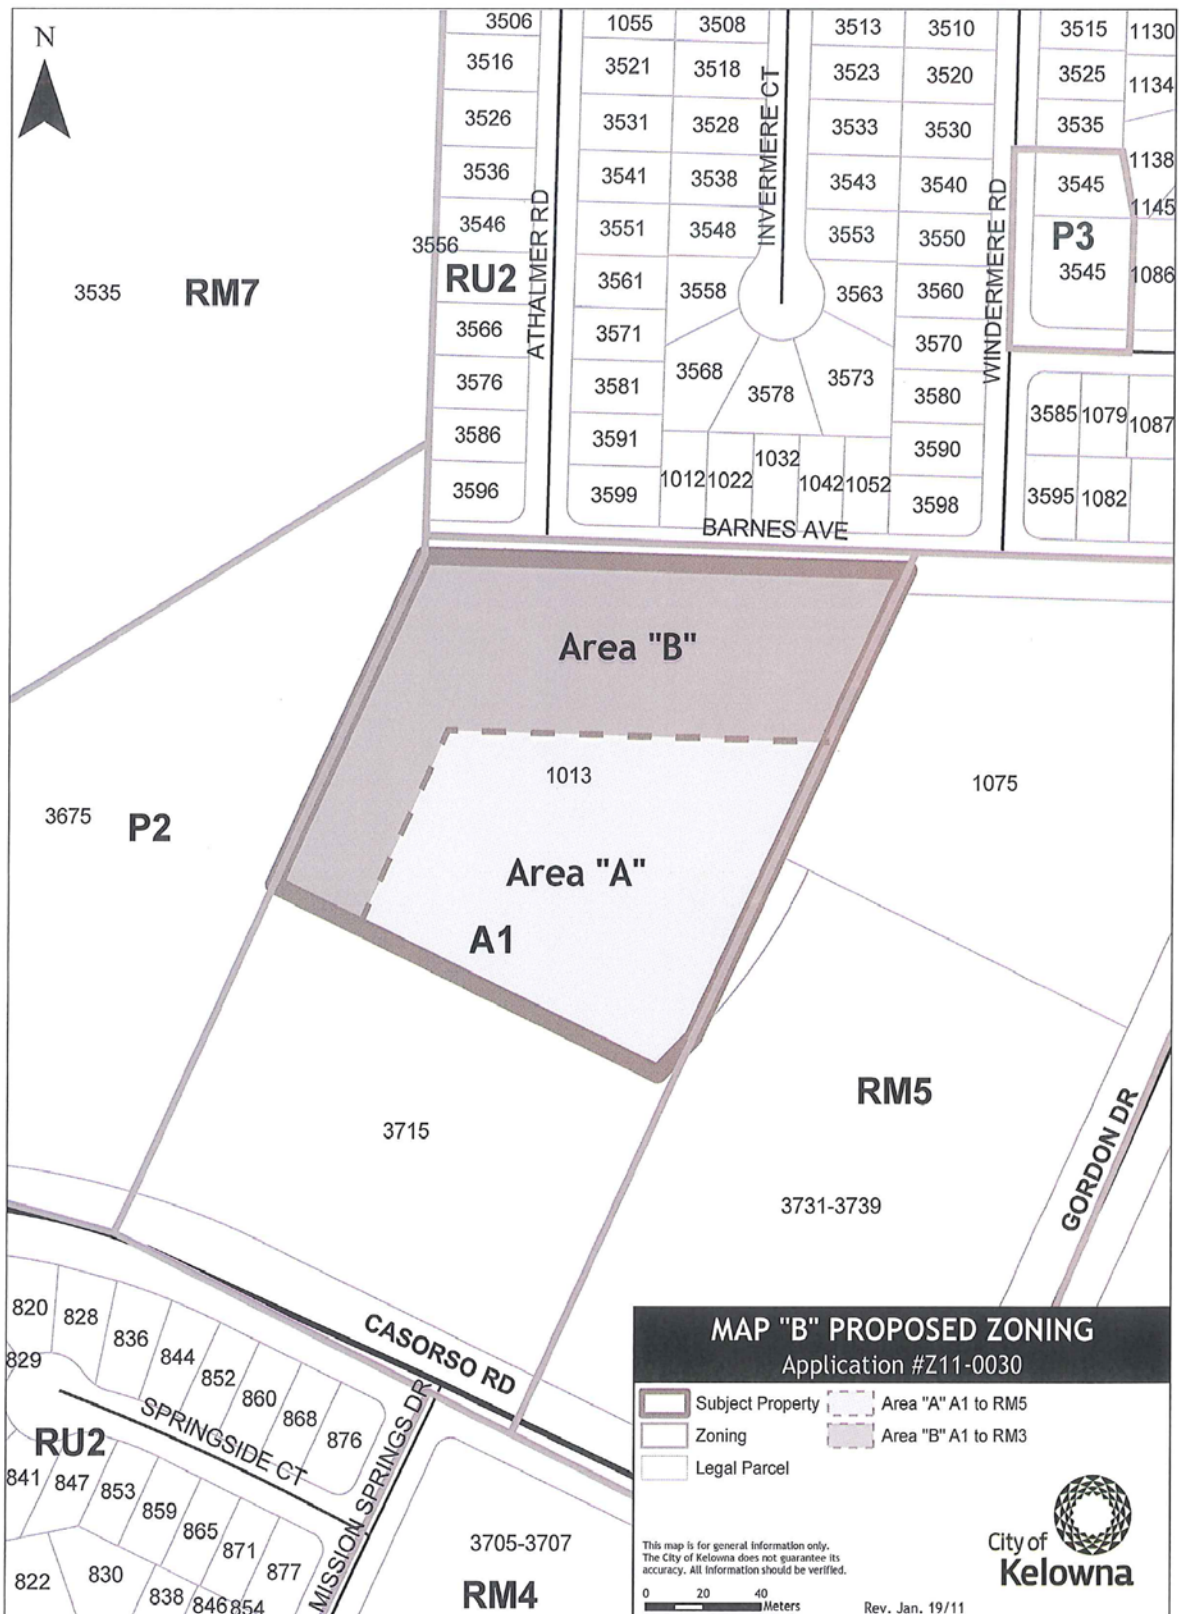 N
3506
1055
3508
3513
3510
3515
1130
3516
3521
3518
3523
3520
3525
1134
3526
3531
3528
3533
3530
3535
3536
3541
3538
3543
3540
3545
1138
1145
3546
3551
3548
3553
3550
P3
3556
3545
1086
3535
RM7
RU2
3561
3558
3563
3560
ATHALMER RD
INVERMERE CT
WINDERMERE RD
3566
3571
3570
3576
3581
3568
3578
3573
3580
3585
1079
1087
3586
3591
1032
3590
3596
3599
1012
1022
1042
1052
3598
3595
1082
BARNES AVE
Area "B"
1013
1075
3675
P2
Area "A"
A1
RM5
3715
3731-3739
GORDON DR
CASORSO RD
820
828
836
844
852
860
868
876
829
SPRINGSIDE CT
MISSION SPRINGS DR
RU2
841
847
853
859
865
871
877
822
830
838
846
854
3705-3707
RM4
MAP "B" PROPOSED ZONING
Application #Z11-0030
Subject Property
Area "A" A1 to RM5
Zoning
Area "B" A1 to RM3
Legal Parcel
This map is for general information only.
The City of Kelowna does not guarantee its
accuracy. All information should be verified.
0 20 40
Meters
City of
Kelowna
Rev. Jan. 19/11